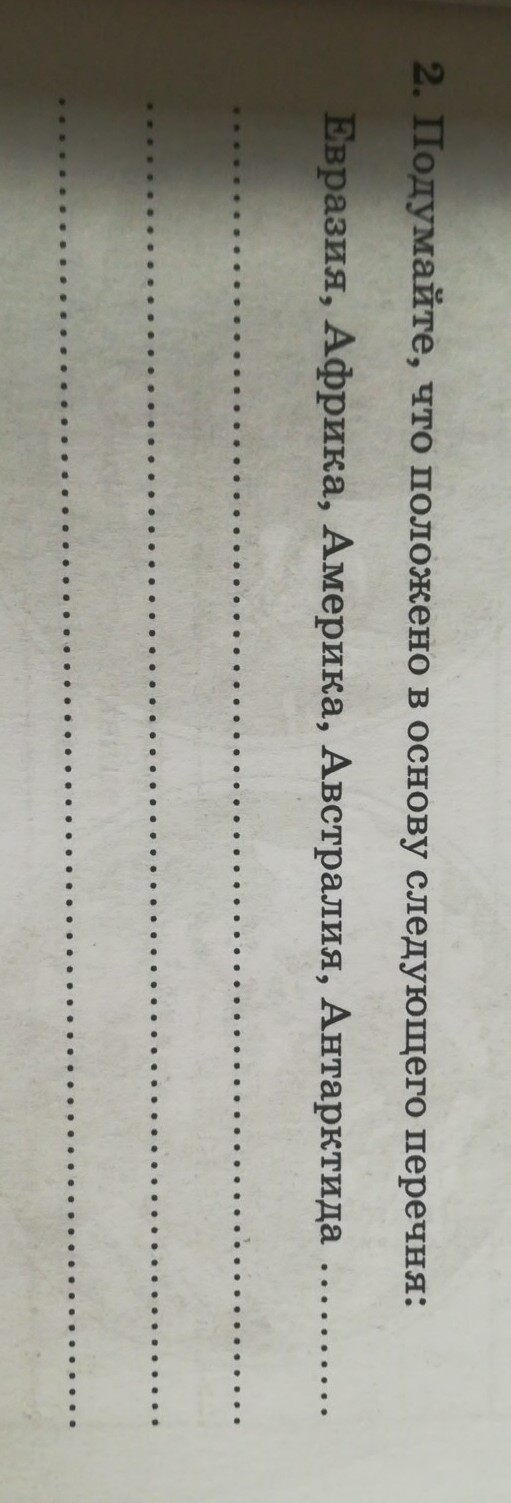 2. Подумайте, что положено в основу следующего перечня:
Евразия, Африка, Америка, Австралия, Антарктида ..........